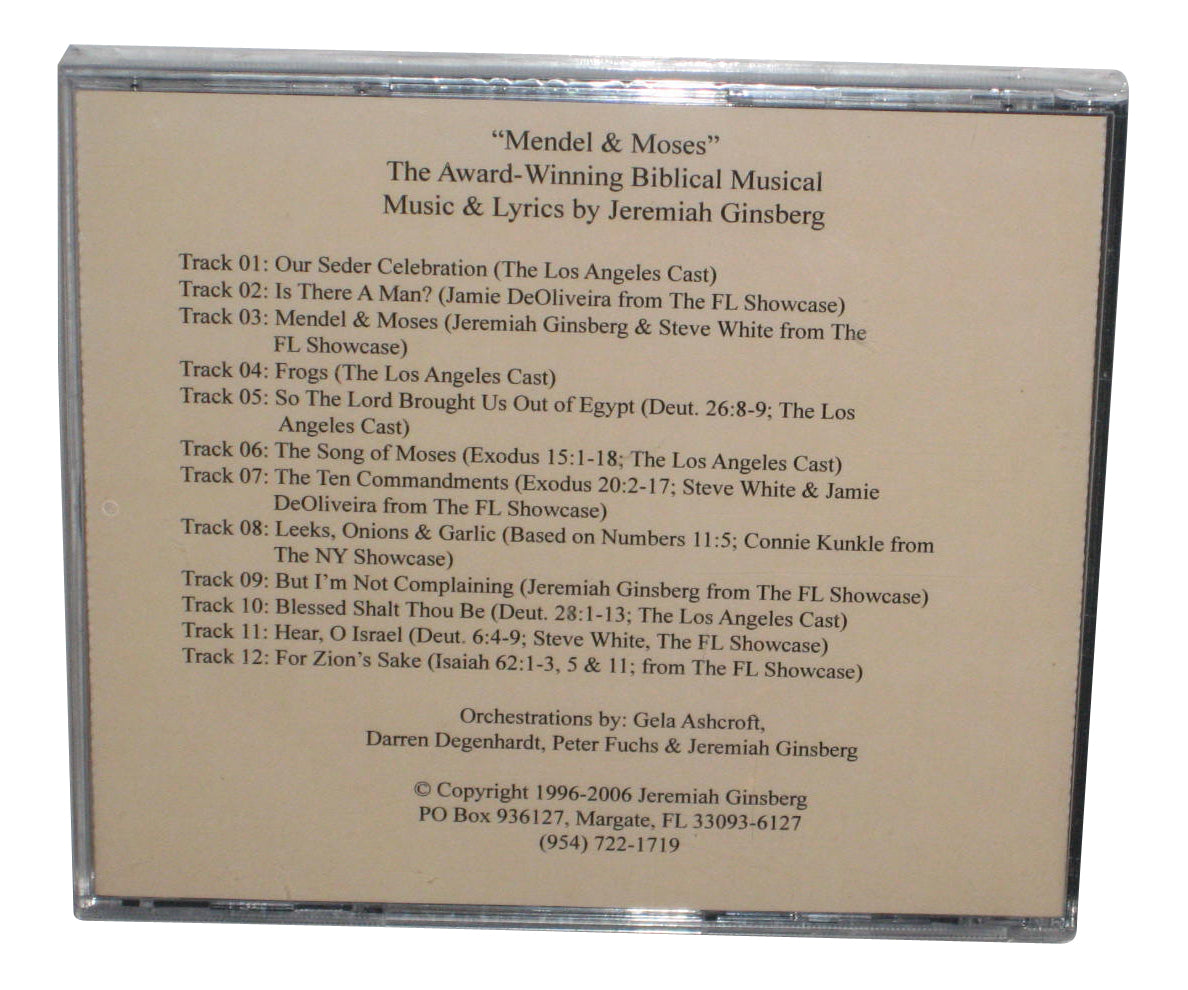 “Mendel & Moses”
The Award-Winning Biblical Musical
Music & Lyrics by Jeremiah Ginsberg
Track 01: Our Seder Celebration (The Los Angeles Cast)
Track 02: Is There A Man? (Jamie DeOliveira from The FL Showcase)
Track 03: Mendel & Moses (Jeremiah Ginsberg & Steve White from The
FL Showcase)
Track 04: Frogs (The Los Angeles Cast)
Track 05: So The Lord Brought Us Out of Egypt (Deut. 26:8-9; The Los
Angeles Cast)
Track 06: The Song of Moses (Exodus 15:1-18; The Los Angeles Cast)
Track 07: The Ten Commandments (Exodus 20:2-17; Steve White & Jamie
DeOliveira from The FL Showcase)
Track 08: Leeks, Onions & Garlic (Based on Numbers 11:5; Connie Kunkle from
The NY Showcase)
Track 09: But I’m Not Complaining (Jeremiah Ginsberg from The FL Showcase)
Track 10: Blessed Shalt Thou Be (Deut. 28:1-13; The Los Angeles Cast)
Track 11: Hear, O Israel (Deut. 6:4-9; Steve White, The FL Showcase)
Track 12: For Zion’s Sake (Isaiah 62:1-3, 5 & 11; from The FL Showcase)
Orchestrations by: Gela Ashcroft,
Darren Degenhardt, Peter Fuchs & Jeremiah Ginsberg
© Copyright 1996-2006 Jeremiah Ginsberg
PO Box 936127, Margate, FL 33093-6127
(954) 722-1719